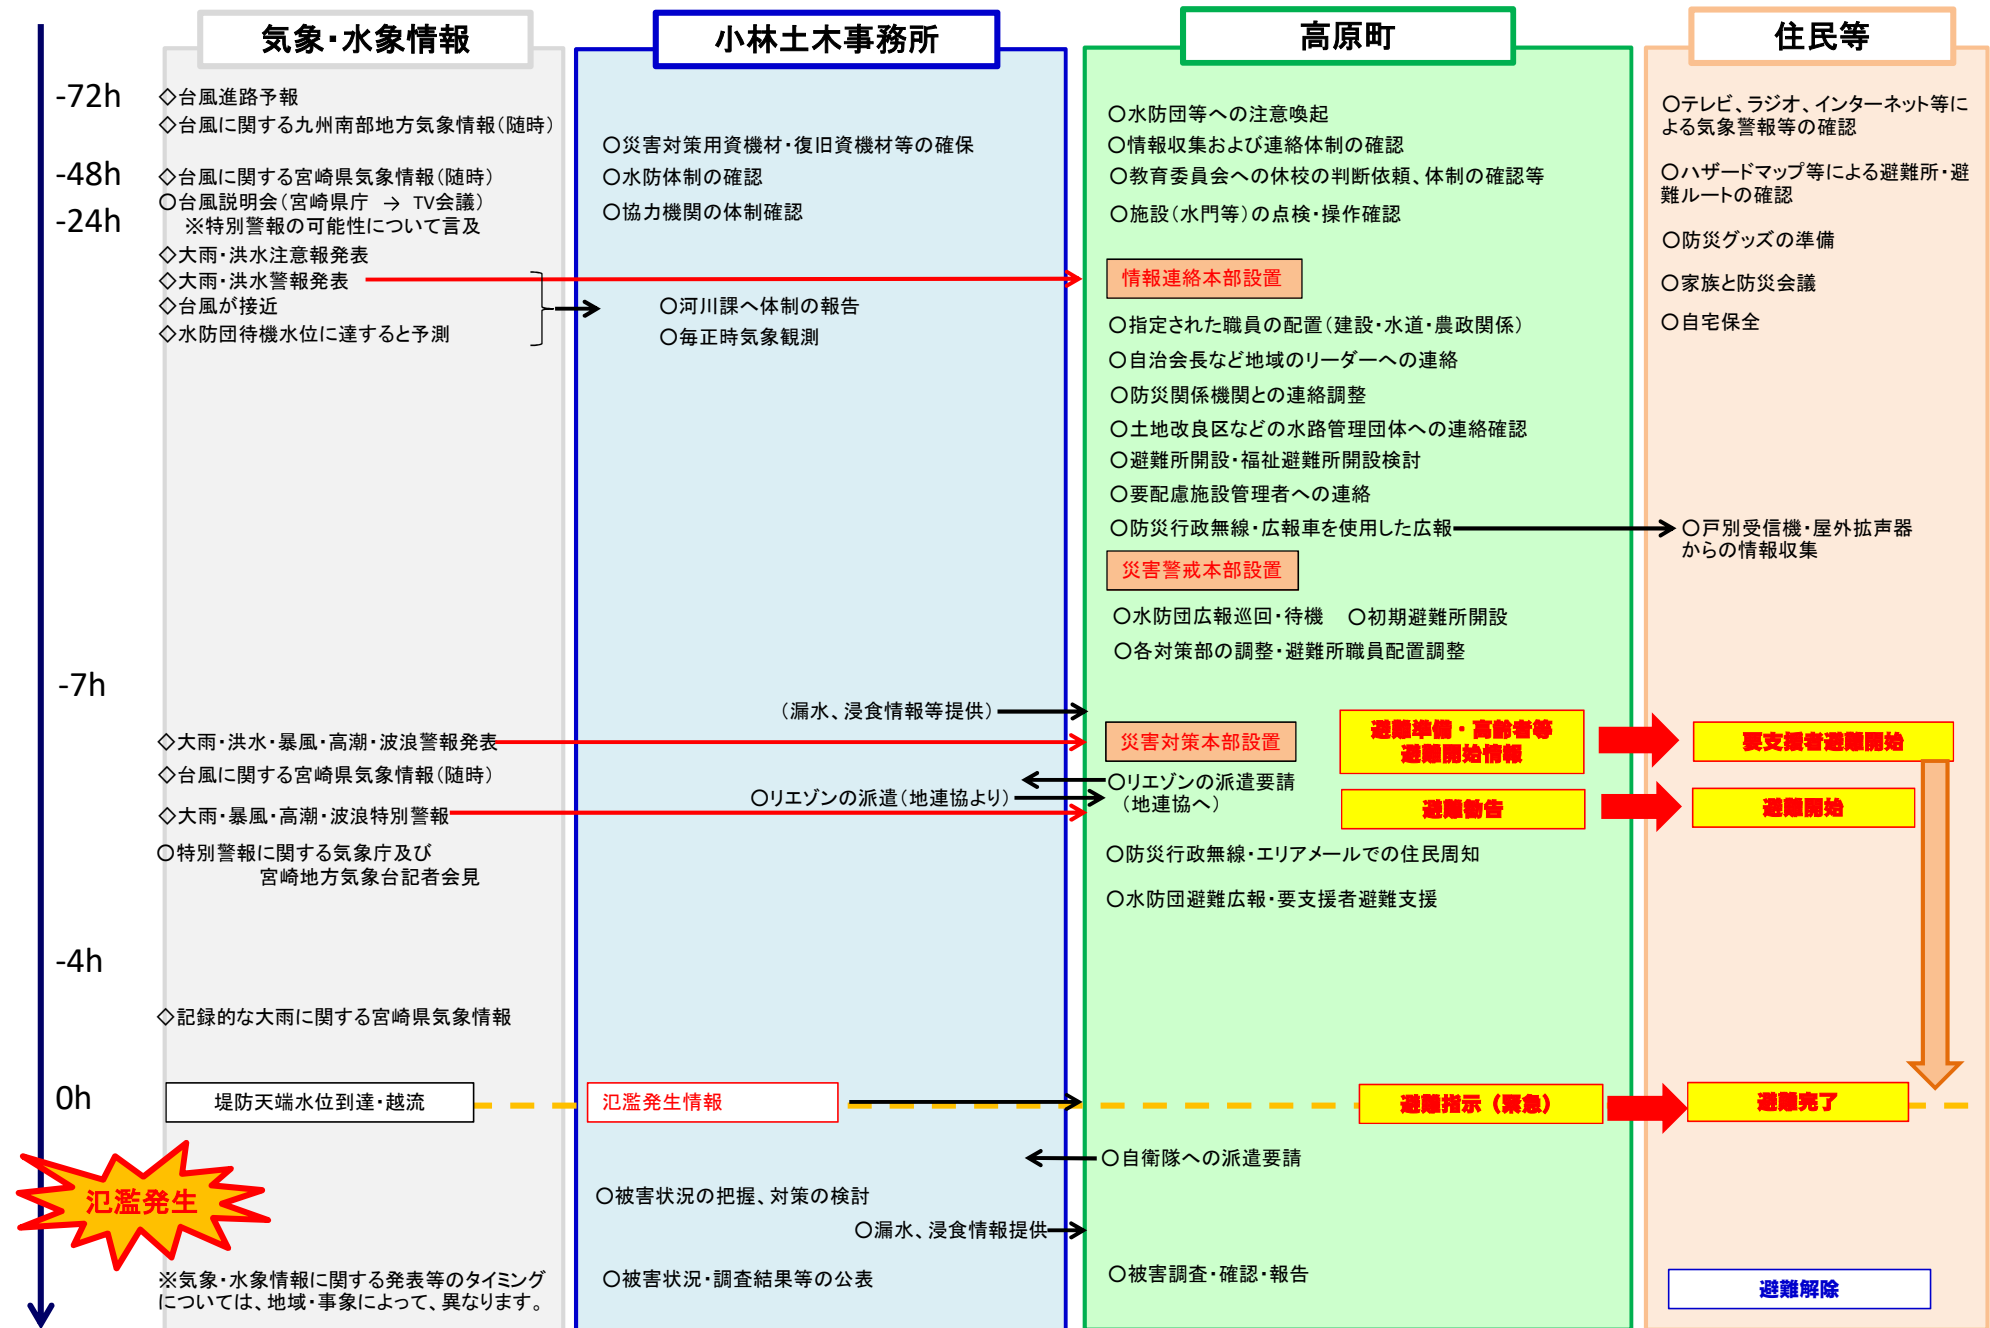 気象・水象情報
小林土木事務所
高原町
住民等
-72h
-48h
-24h
-7h
-4h
0h
氾濫発生
◇台風進路予報
◇台風に関する九州南部地方気象情報(随時)
◇台風に関する宮崎県気象情報(随時)
○台風説明会(宮崎県庁 → TV会議)
※特別警報の可能性について言及
◇大雨・洪水注意報発表
◇大雨・洪水警報発表
◇台風が接近
◇水防団待機水位に達すると予測
◇大雨・洪水・暴風・高潮・波浪警報発表
◇台風に関する宮崎県気象情報(随時)
◇大雨・暴風・高潮・波浪特別警報
○特別警報に関する気象庁及び
宮崎地方気象台記者会見
◇記録的な大雨に関する宮崎県気象情報
堤防天端水位到達・越流
※気象・水象情報に関する発表等のタイミング
については、地域・事象によって、異なります。
○災害対策用資機材・復旧資機材等の確保
○水防体制の確認
○協力機関の体制確認
○河川課へ体制の報告
○毎正時気象観測
(漏水、浸食情報等提供)
○リエゾンの派遣(地連協より)
氾濫発生情報
○被害状況の把握、対策の検討
○漏水、浸食情報提供
○被害状況・調査結果等の公表
○水防団等への注意喚起
○情報収集および連絡体制の確認
○教育委員会への休校の判断依頼、体制の確認等
○施設(水門等)の点検・操作確認
情報連絡本部設置
○指定された職員の配置(建設・水道・農政関係)
○自治会長など地域のリーダーへの連絡
○防災関係機関との連絡調整
○土地改良区などの水路管理団体への連絡確認
○避難所開設・福祉避難所開設検討
○要配慮施設管理者への連絡
○防災行政無線・広報車を使用した広報
災害警戒本部設置
○水防団広報巡回・待機 ○初期避難所開設
○各対策部の調整・避難所職員配置調整
災害対策本部設置
避難準備・高齢者等
避難開始情報
○リエゾンの派遣要請
(地連協へ)
避難勧告
○防災行政無線・エリアメールでの住民周知
○水防団避難広報・要支援者避難支援
避難指示(緊急)
○自衛隊への派遣要請
○被害調査・確認・報告
○テレビ、ラジオ、インターネット等に
よる気象警報等の確認
○ハザードマップ等による避難所・避
難ルートの確認
○防災グッズの準備
○家族と防災会議
○自宅保全
○戸別受信機・屋外拡声器
からの情報収集
要支援者避難開始
避難開始
避難完了
避難解除